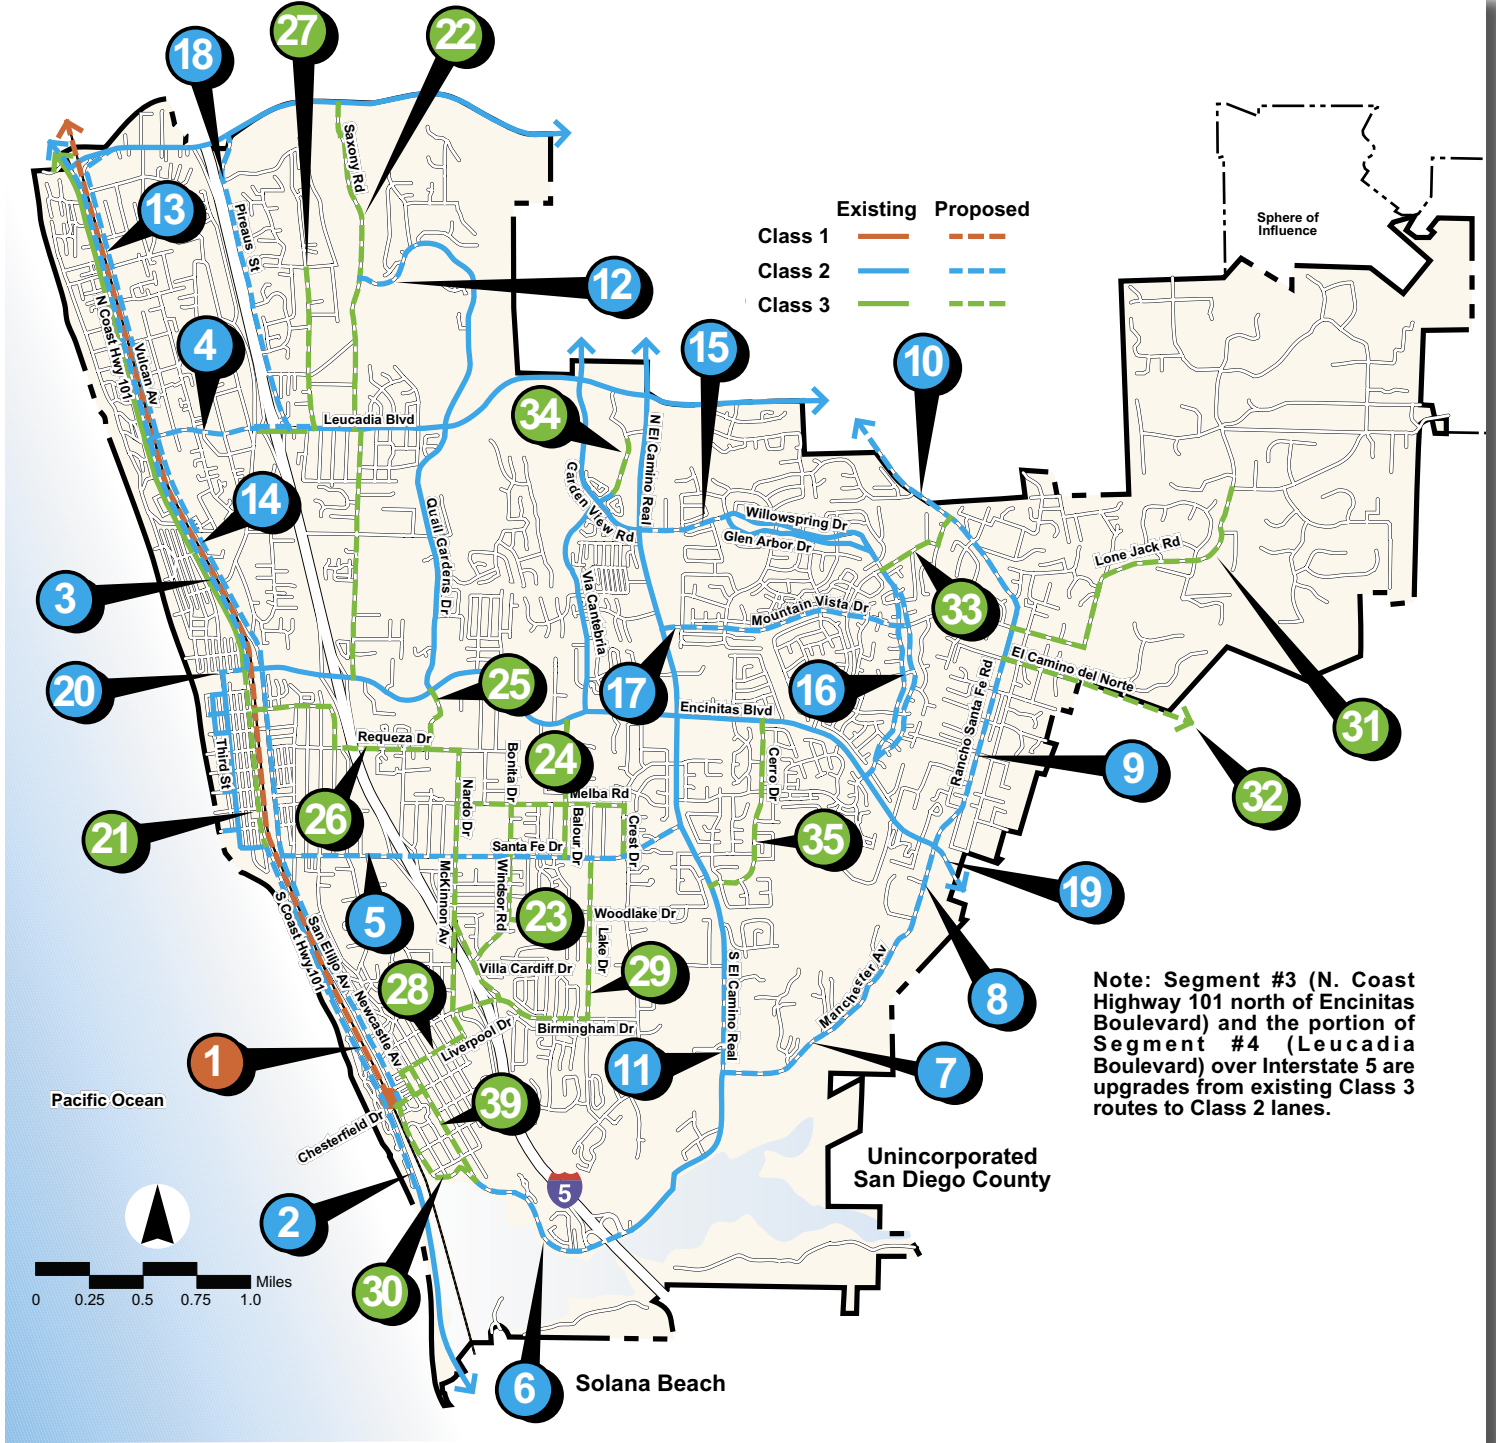 27
22
18
Saxony Rd
13
Pireaus St
Existing Proposed
Class 1
Class 2
Class 3
Sphere of
Influence
12
N Coast Hwy 101
Vulcan Av
4
15
10
34
Leucadia Blvd
N El Camino Real
Garden View Rd
14
Quail Gardens Dr
Willowspring Dr
Glen Arbor Dr
Lone Jack Rd
3
Via Cantebria
Mountain Vista Dr
33
20
25
17
16
El Camino del Norte
Rancho Santa Fe Rd
31
Encinitas Blvd
Requeza Dr
Third St
Bonita Dr
24
Cerro Dr
9
32
Nardo Dr
Melba Rd
26
21
Balour Dr
Crest Dr
35
Santa Fe Dr
McKinnon Av
Windsor Rd
19
5
23
Woodlake Dr
S Coast Hwy 101
San Elijo Av
Lake Dr
Villa Cardiff Dr
29
S El Camino Real
Manchester Av
8
28
Newcastle Av
Liverpool Dr
Birmingham Dr
Note: Segment #3 (N. Coast
Highway 101 north of Encinitas
Boulevard) and the portion of
Segment #4 (Leucadia
Boulevard) over Interstate 5 are
upgrades from existing Class 3
routes to Class 2 lanes.
1
11
7
Pacific Ocean
39
Chesterfield Dr
Unincorporated
San Diego County
5
2
Miles
0 0.25 0.5 0.75 1.0
30
6
Solana Beach